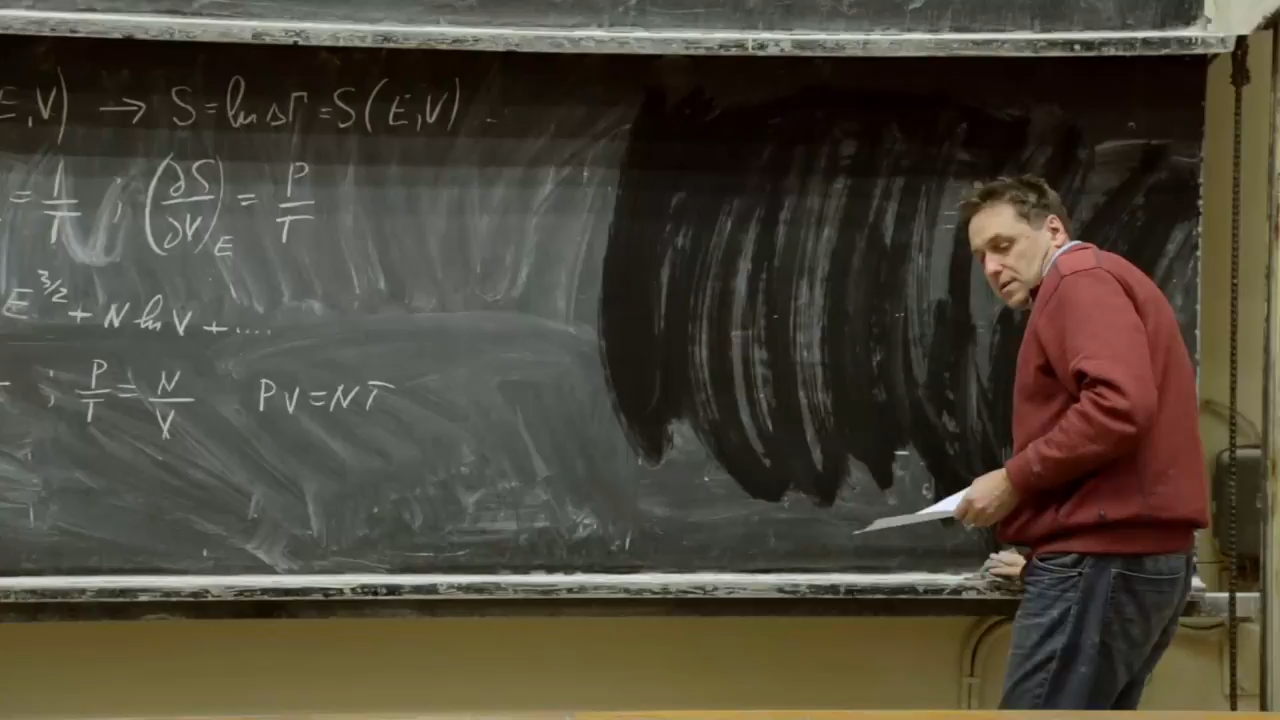 E,V) → S = ln ΔΓ = S(E,V)
= 1/T ; (∂S/∂V)_E = P/T
E^{3/2} + N ln V + ....
; P/T = N/V PV = NT